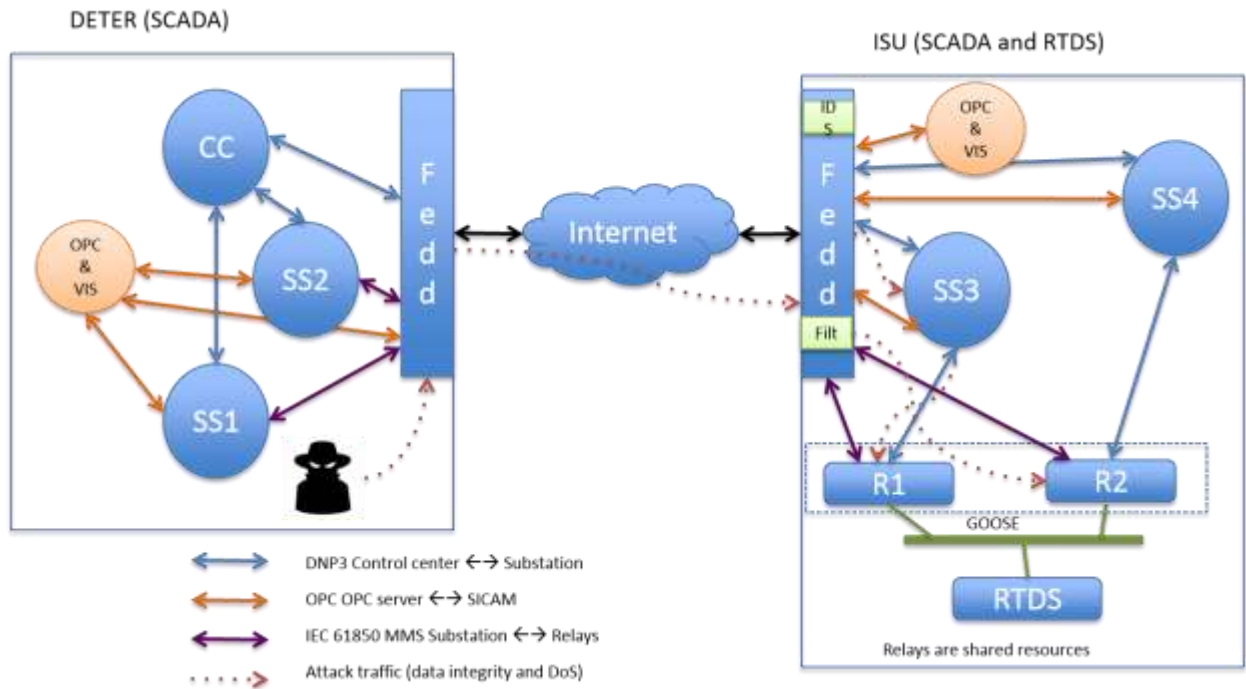 DETER (SCADA)
ISU (SCADA and RTDS)
CC
OPC
&
VIS
SS2
SS1
F
e
d
d
Internet
ID
S
F
e
d
d
Filt
OPC
&
VIS
SS4
SS3
R1
R2
GOOSE
RTDS
Relays are shared resources
DNP3 Control center ←→ Substation
OPC OPC server ←→ SICAM
IEC 61850 MMS Substation ←→ Relays
Attack traffic (data integrity and DoS)